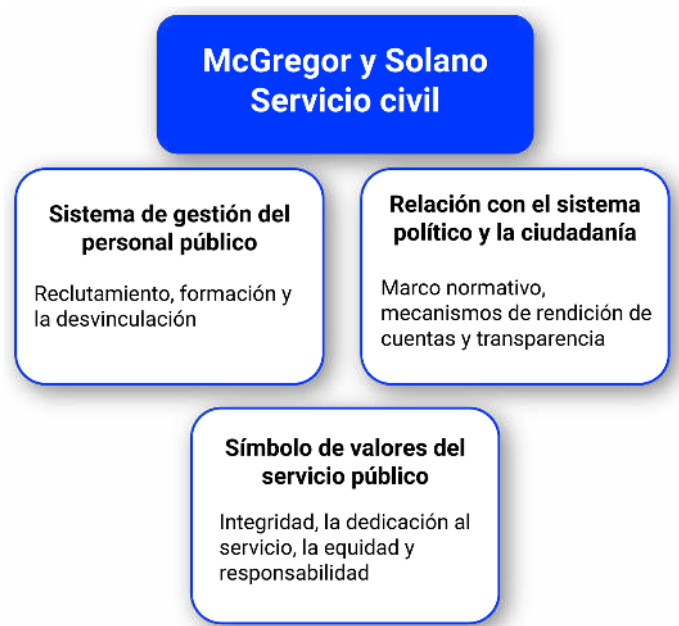 McGregor y Solano
Servicio civil
Sistema de gestión del
personal público
Reclutamiento, formación y
la desvinculación
Relación con el sistema
político y la ciudadanía
Marco normativo,
mecanismos de rendición de
cuentas y transparencia
Símbolo de valores del
servicio público
Integridad, la dedicación al
servicio, la equidad y
responsabilidad